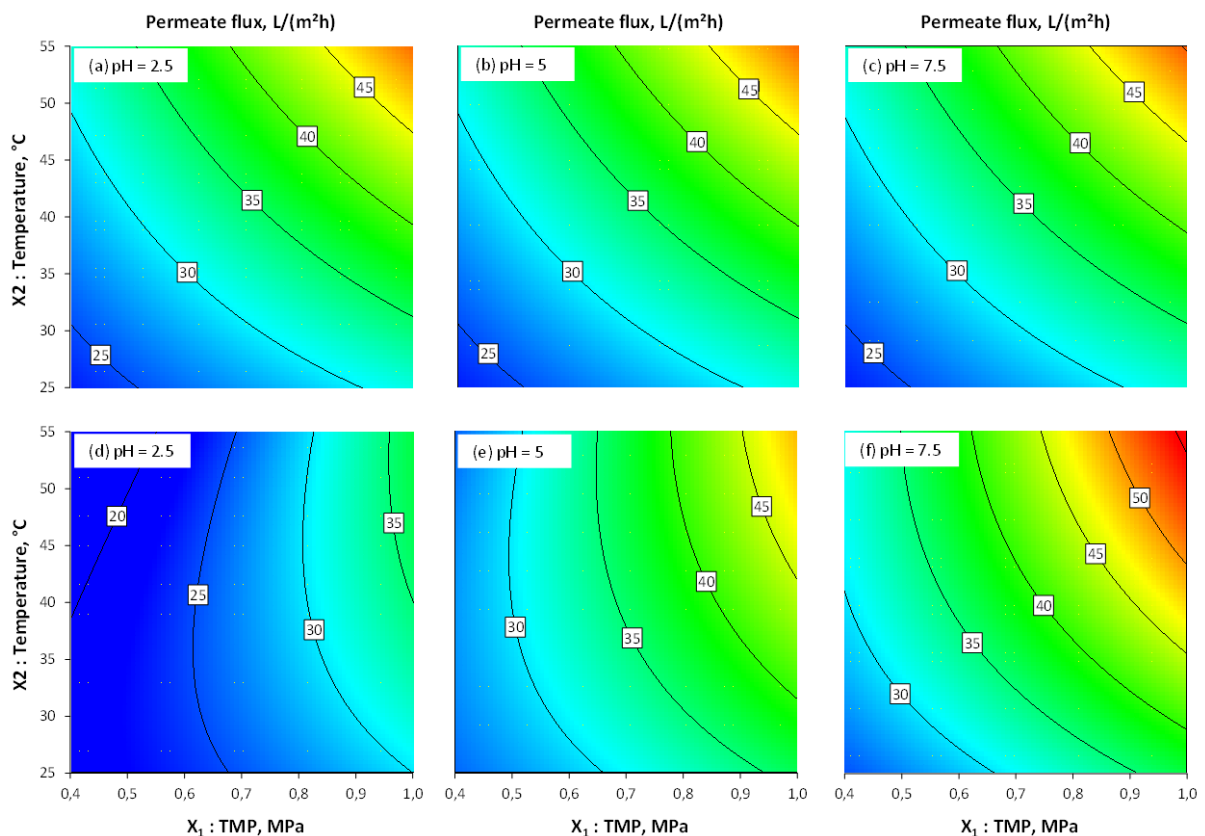 Permeate flux, L/(m²h) Permeate flux, L/(m²h) Permeate flux, L/(m²h)
55 (a) pH = 2.5 (b) pH = 5 (c) pH = 7.5
50 45 45 45
45 40 40 40
40 35 35 35
35 30 30 30
30 25 25 25
25
X2 : Temperature, °C
55 (d) pH = 2.5 (e) pH = 5 (f) pH = 7.5
50 20 45 50
45 35 45
40 25 40 40
35 30 30 35 35
30 30
25
X2 : Temperature, °C
0,4 0,5 0,6 0,7 0,8 0,9 1,0 0,4 0,5 0,6 0,7 0,8 0,9 1,0 0,4 0,5 0,6 0,7 0,8 0,9 1,0
X₁ : TMP, MPa X₁ : TMP, MPa X₁ : TMP, MPa